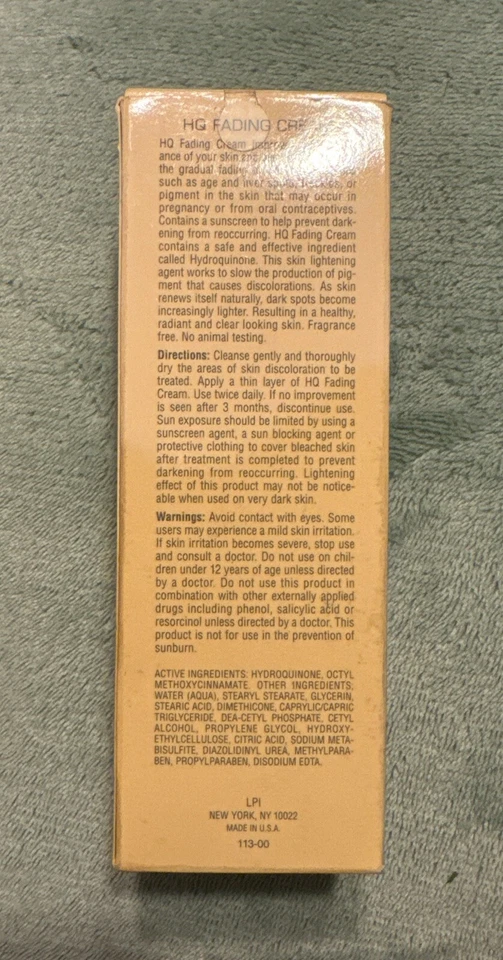 HQ FADING CREAM
HQ Fading Cream
ance of your skin
the gradual fading
such as age and liver spots, freckles, or
pigment in the skin that may occur in
pregnancy or from oral contraceptives.
Contains a sunscreen to help prevent dark-
ening from reoccurring. HQ Fading Cream
contains a safe and effective ingredient
called Hydroquinone. This skin lightening
agent works to slow the production of pig-
ment that causes discolorations. As skin
renews itself naturally, dark spots become
increasingly lighter. Resulting in a healthy,
radiant and clear looking skin. Fragrance
free. No animal testing.
Directions: Cleanse gently and thoroughly
dry the areas of skin discoloration to be
treated. Apply a thin layer of HQ Fading
Cream. Use twice daily. If no improvement
is seen after 3 months, discontinue use.
Sun exposure should be limited by using a
sunscreen agent, a sun blocking agent or
protective clothing to cover bleached skin
after treatment is completed to prevent
darkening from reoccurring. Lightening
effect of this product may not be notice-
able when used on very dark skin.
Warnings: Avoid contact with eyes. Some
users may experience a mild skin irritation.
If skin irritation becomes severe, stop use
and consult a doctor. Do not use on chil-
dren under 12 years of age unless directed
by a doctor. Do not use this product in
combination with other externally applied
drugs including phenol, salicylic acid or
resorcinol unless directed by a doctor. This
product is not for use in the prevention of
sunburn.
ACTIVE INGREDIENTS: HYDROQUINONE, OCTYL
METHOXYCINNAMATE. OTHER INGREDIENTS:
WATER (AQUA), STEARYL STEARATE, GLYCERIN,
STEARIC ACID, DIMETHICONE, CAPRYLIC/CAPRIC
TRIGLYCERIDE, DEA-CETYL PHOSPHATE, CETYL
ALCOHOL, PROPYLENE GLYCOL, HYDROXY-
ETHYLCELLULOSE, CITRIC ACID, SODIUM META-
BISULFITE, DIAZOLIDINYL UREA, METHYLPARA-
BEN, PROPYLPARABEN, DISODIUM EDTA.
LPI
NEW YORK, NY 10022
MADE IN U.S.A.
113-00